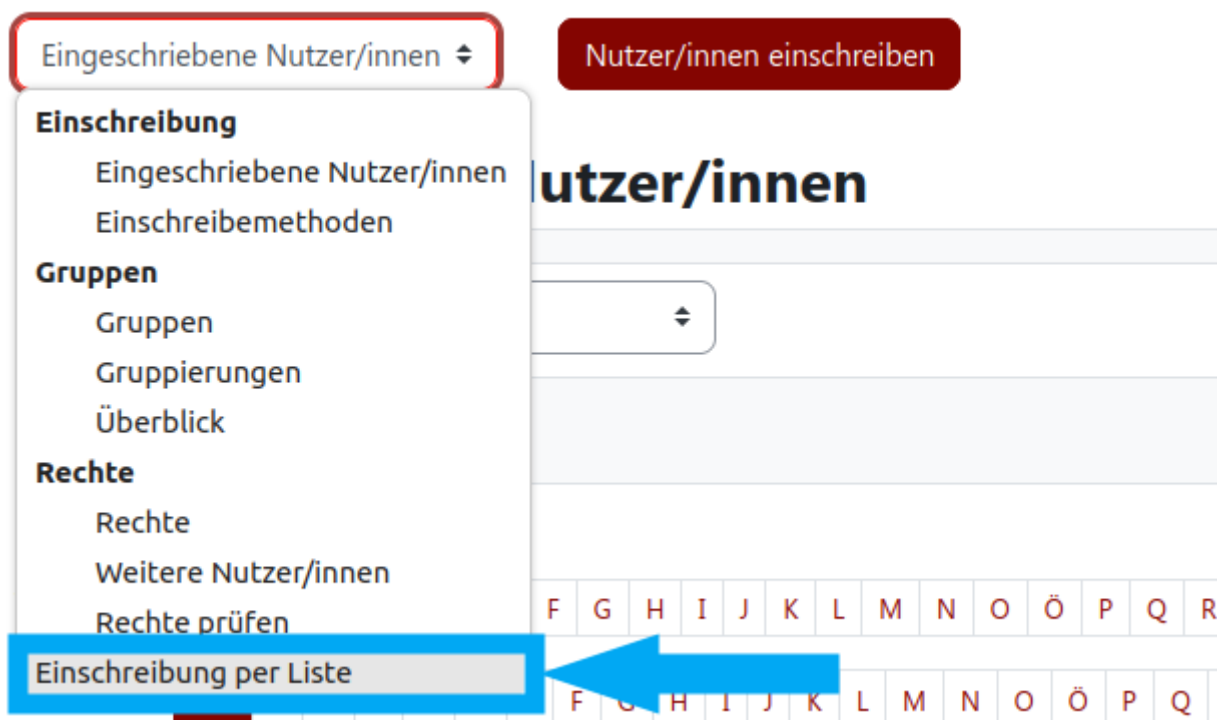 Eingeschriebene Nutzer/innen
Nutzer/innen einschreiben
Einschreibung
Eingeschriebene Nutzer/innen
Einschreibemethoden
Gruppen
Gruppen
Gruppierungen
Überblick
Rechte
Rechte
Weitere Nutzer/innen
Rechte prüfen
Einschreibung per Liste
utzer/innen
F G H I J K L M N O Ö P Q R
F G H I J K L M N O Ö P Q